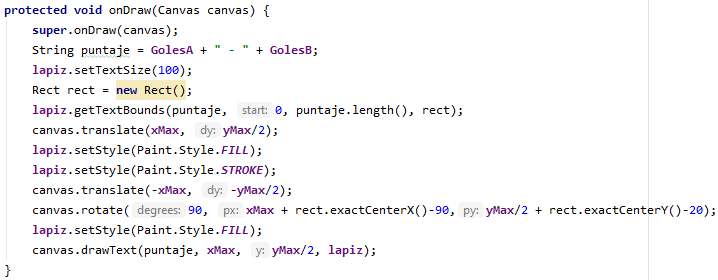 protected void onDraw(Canvas canvas) {
super.onDraw(canvas);
String puntaje = GolesA + " - " + GolesB;
lapiz.setTextSize(100);
Rect rect = new Rect();
lapiz.getTextBounds(puntaje, start: 0, puntaje.length(), rect);
canvas.translate(xMax, dy: yMax/2);
lapiz.setStyle(Paint.Style.FILL);
lapiz.setStyle(Paint.Style.STROKE);
canvas.translate(-xMax, dy: -yMax/2);
canvas.rotate( degrees: 90, px: xMax + rect.exactCenterX()-90, py: yMax/2 + rect.exactCenterY()-20);
lapiz.setStyle(Paint.Style.FILL);
canvas.drawText(puntaje, xMax, y: yMax/2, lapiz);
}